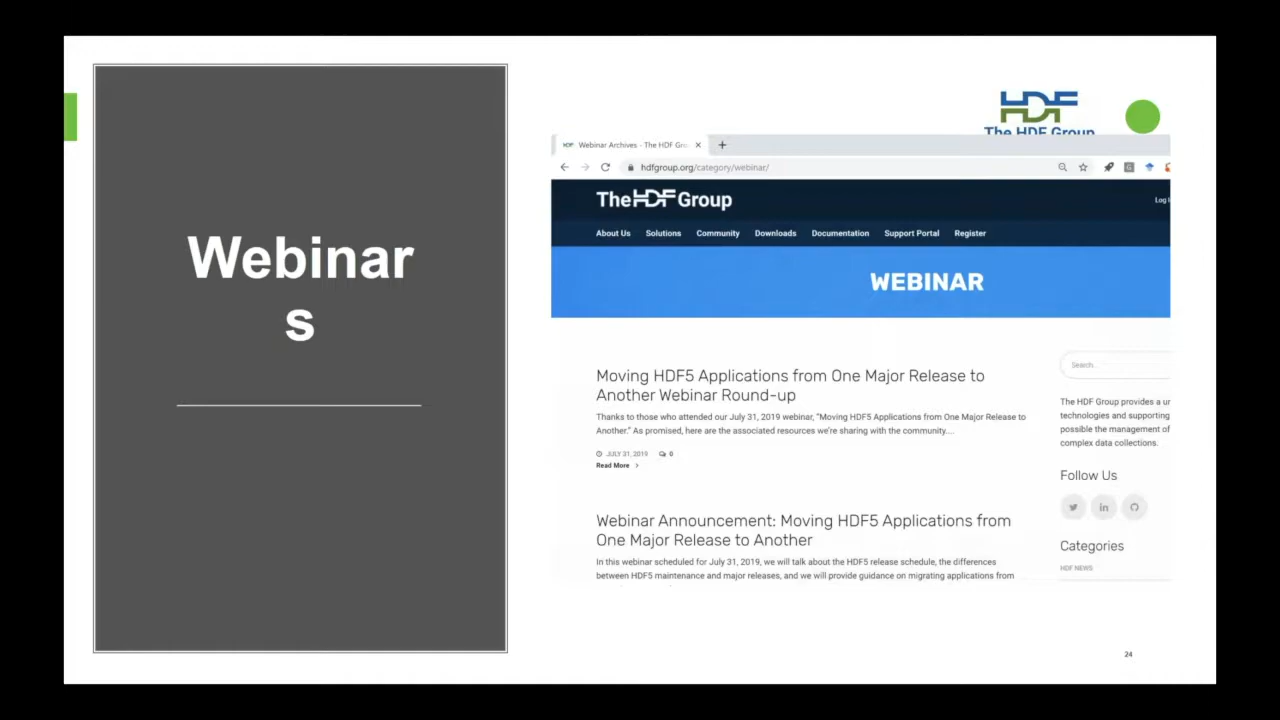 Webinar
s
HDF
The HDF Group
HDF Webinar Archives - The HDF Gro
hdfgroup.org/category/webinar/
The HDF Group
Log I
About Us Solutions Community Downloads Documentation Support Portal Register
WEBINAR
Moving HDF5 Applications from One Major Release to
Another Webinar Round-up
Thanks to those who attended our July 31, 2019 webinar, “Moving HDF5 Applications from One Major Release to
Another.” As promised, here are the associated resources we’re sharing with the community....
JULY 31, 2019 0
Read More
Webinar Announcement: Moving HDF5 Applications from
One Major Release to Another
In this webinar scheduled for July 31, 2019, we will talk about the HDF5 release schedule, the differences
between HDF5 maintenance and major releases, and we will provide guidance on migrating applications from
Search..
The HDF Group provides a ur
technologies and supporting
possible the management of
complex data collections.
Follow Us
in
Categories
HDF NEWS
24